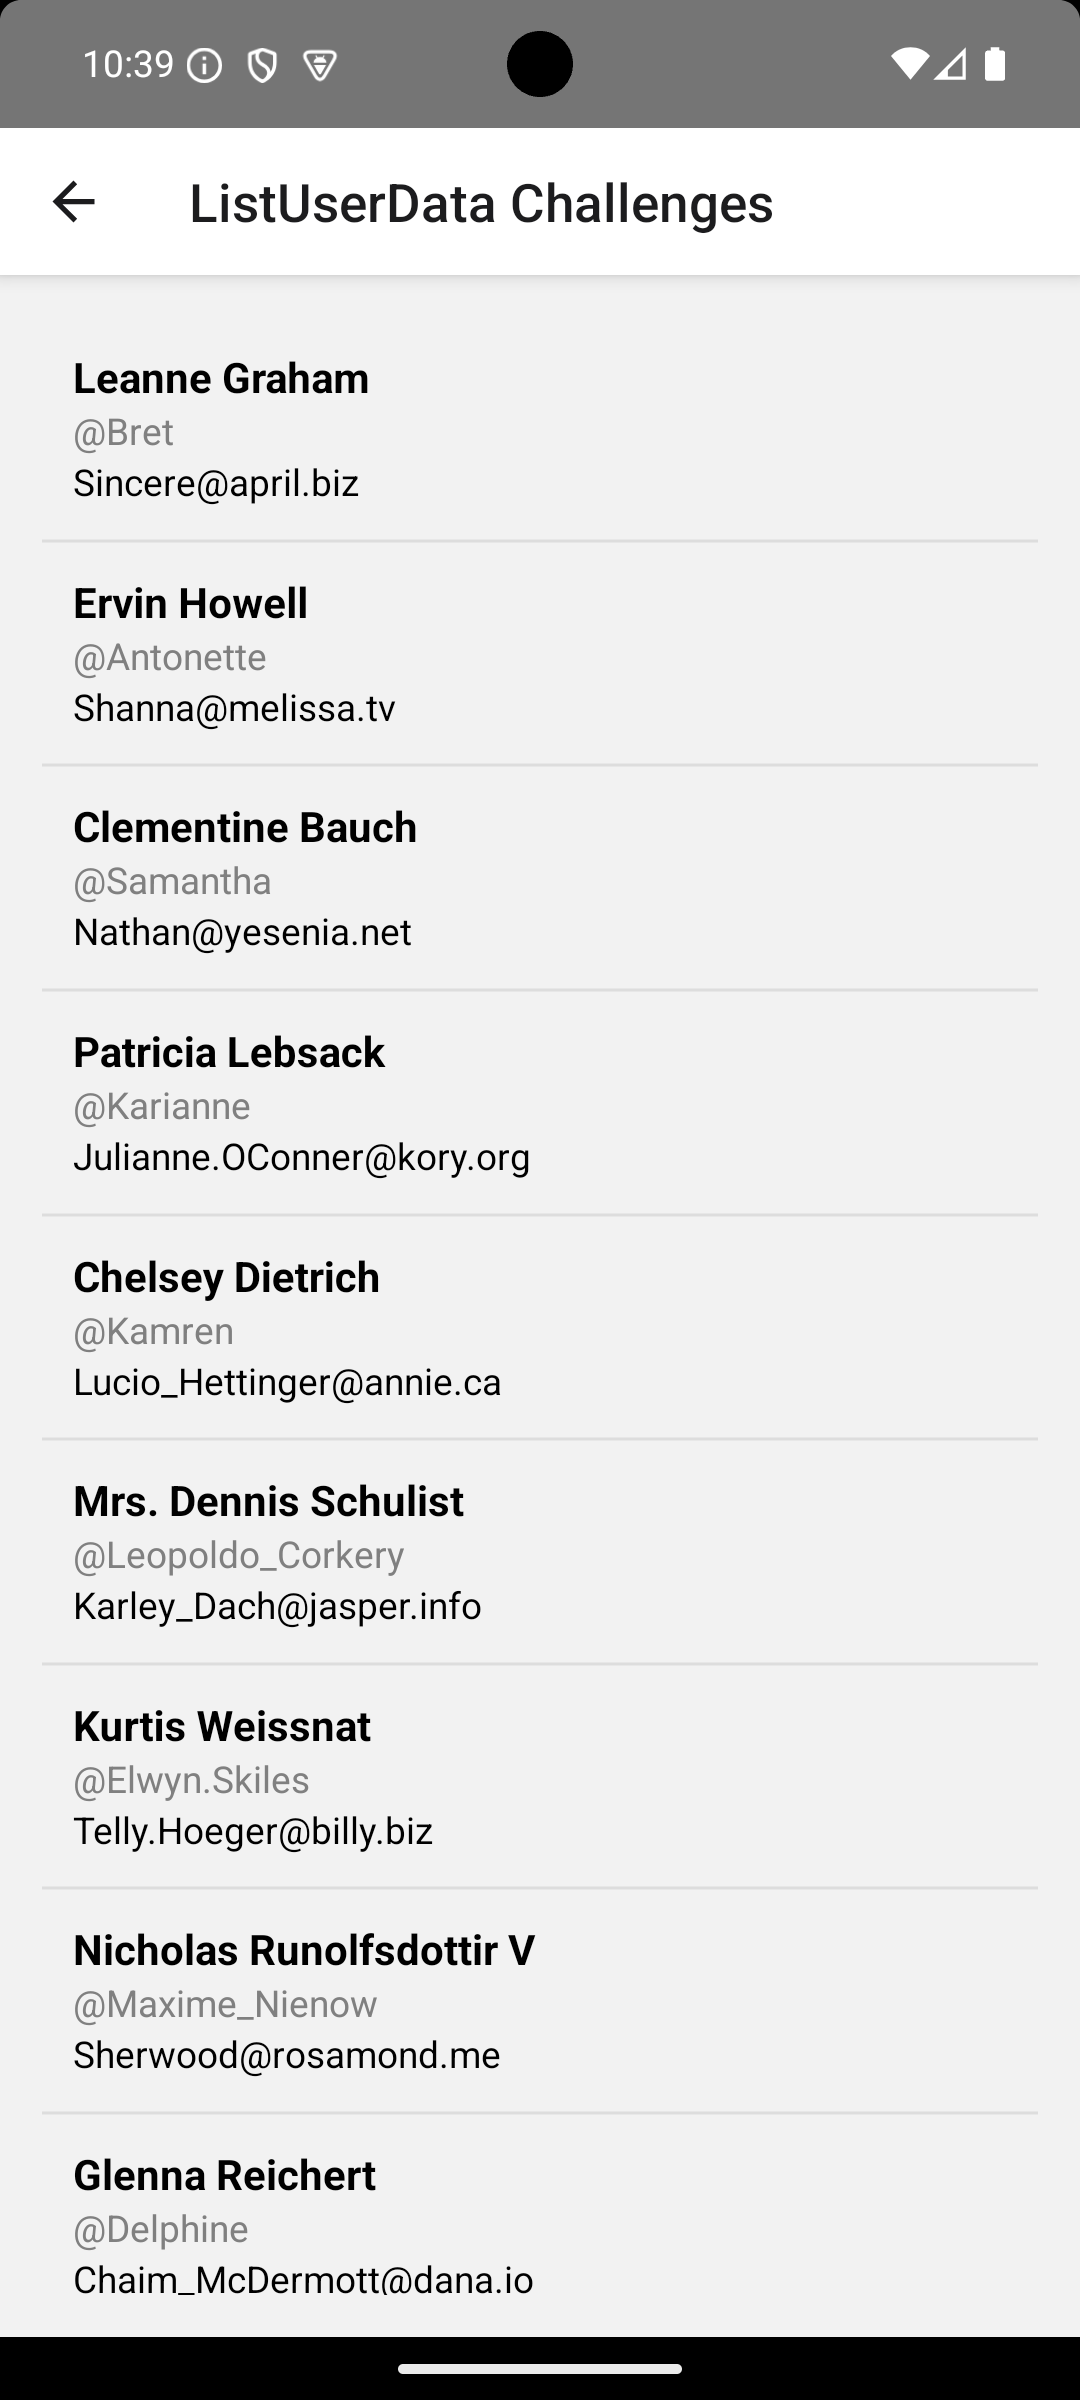 10:39
ListUserData Challenges
Leanne Graham
@Bret
Sincere@april.biz
Ervin Howell
@Antonette
Shanna@melissa.tv
Clementine Bauch
@Samantha
Nathan@yesenia.net
Patricia Lebsack
@Karianne
Julianne.OConner@kory.org
Chelsey Dietrich
@Kamren
Lucio_Hettinger@annie.ca
Mrs. Dennis Schulist
@Leopoldo_Corkery
Karley_Dach@jasper.info
Kurtis Weissnat
@Elwyn.Skiles
Telly.Hoeger@billy.biz
Nicholas Runolfsdottir V
@Maxime_Nienow
Sherwood@rosamond.me
Glenna Reichert
@Delphine
Chaim_McDermott@dana.io